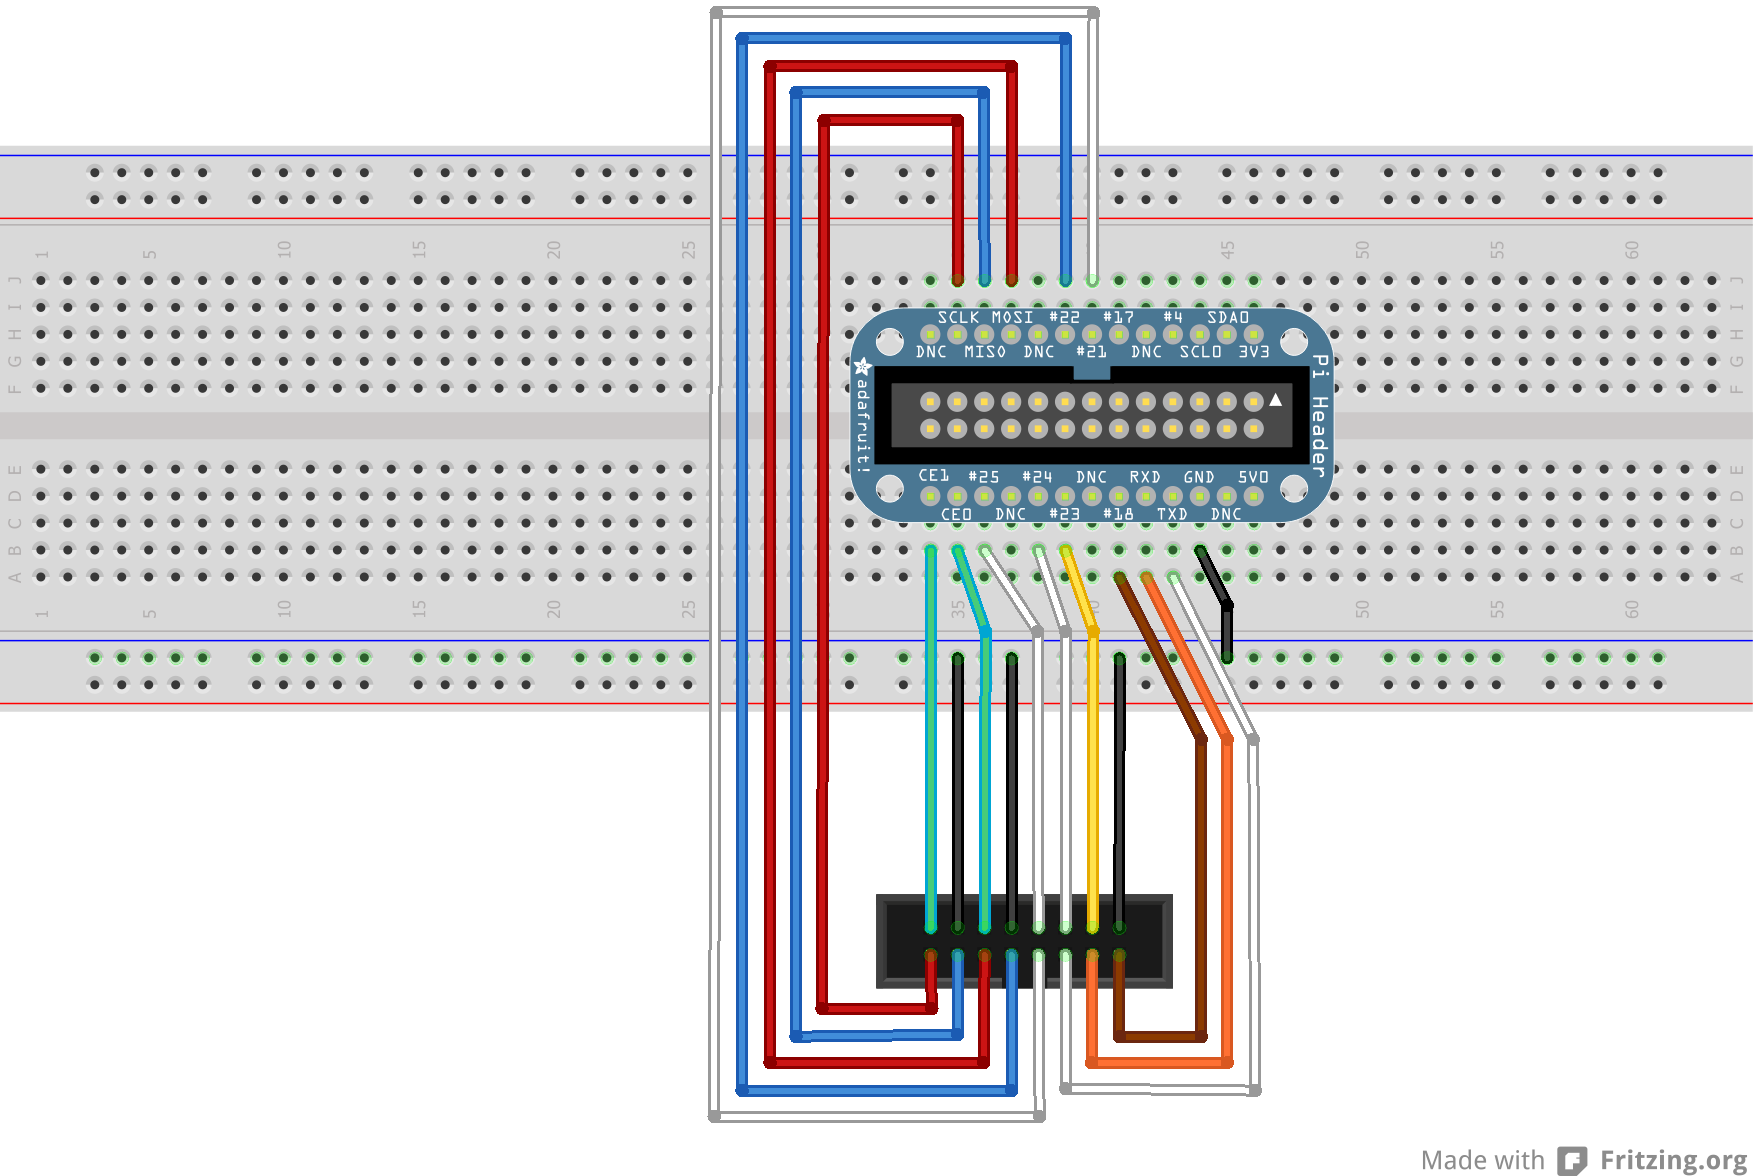 1 5 10 15 20 25 45 50 55 60
J J
I I
H H
G G
F F
SCLK MOSI #22 #17 #4 SDA0
DNC MISO DNC #21 DNC SCL0 3V3
adafruit!
Pi Header
CE1 #25 #24 DNC RXD GND 5V0
CE0 DNC #23 #18 TXD DNC
E E
D D
C C
B B
A A
1 5 10 15 20 25 35 50 55 60
Made with Fritzing.org